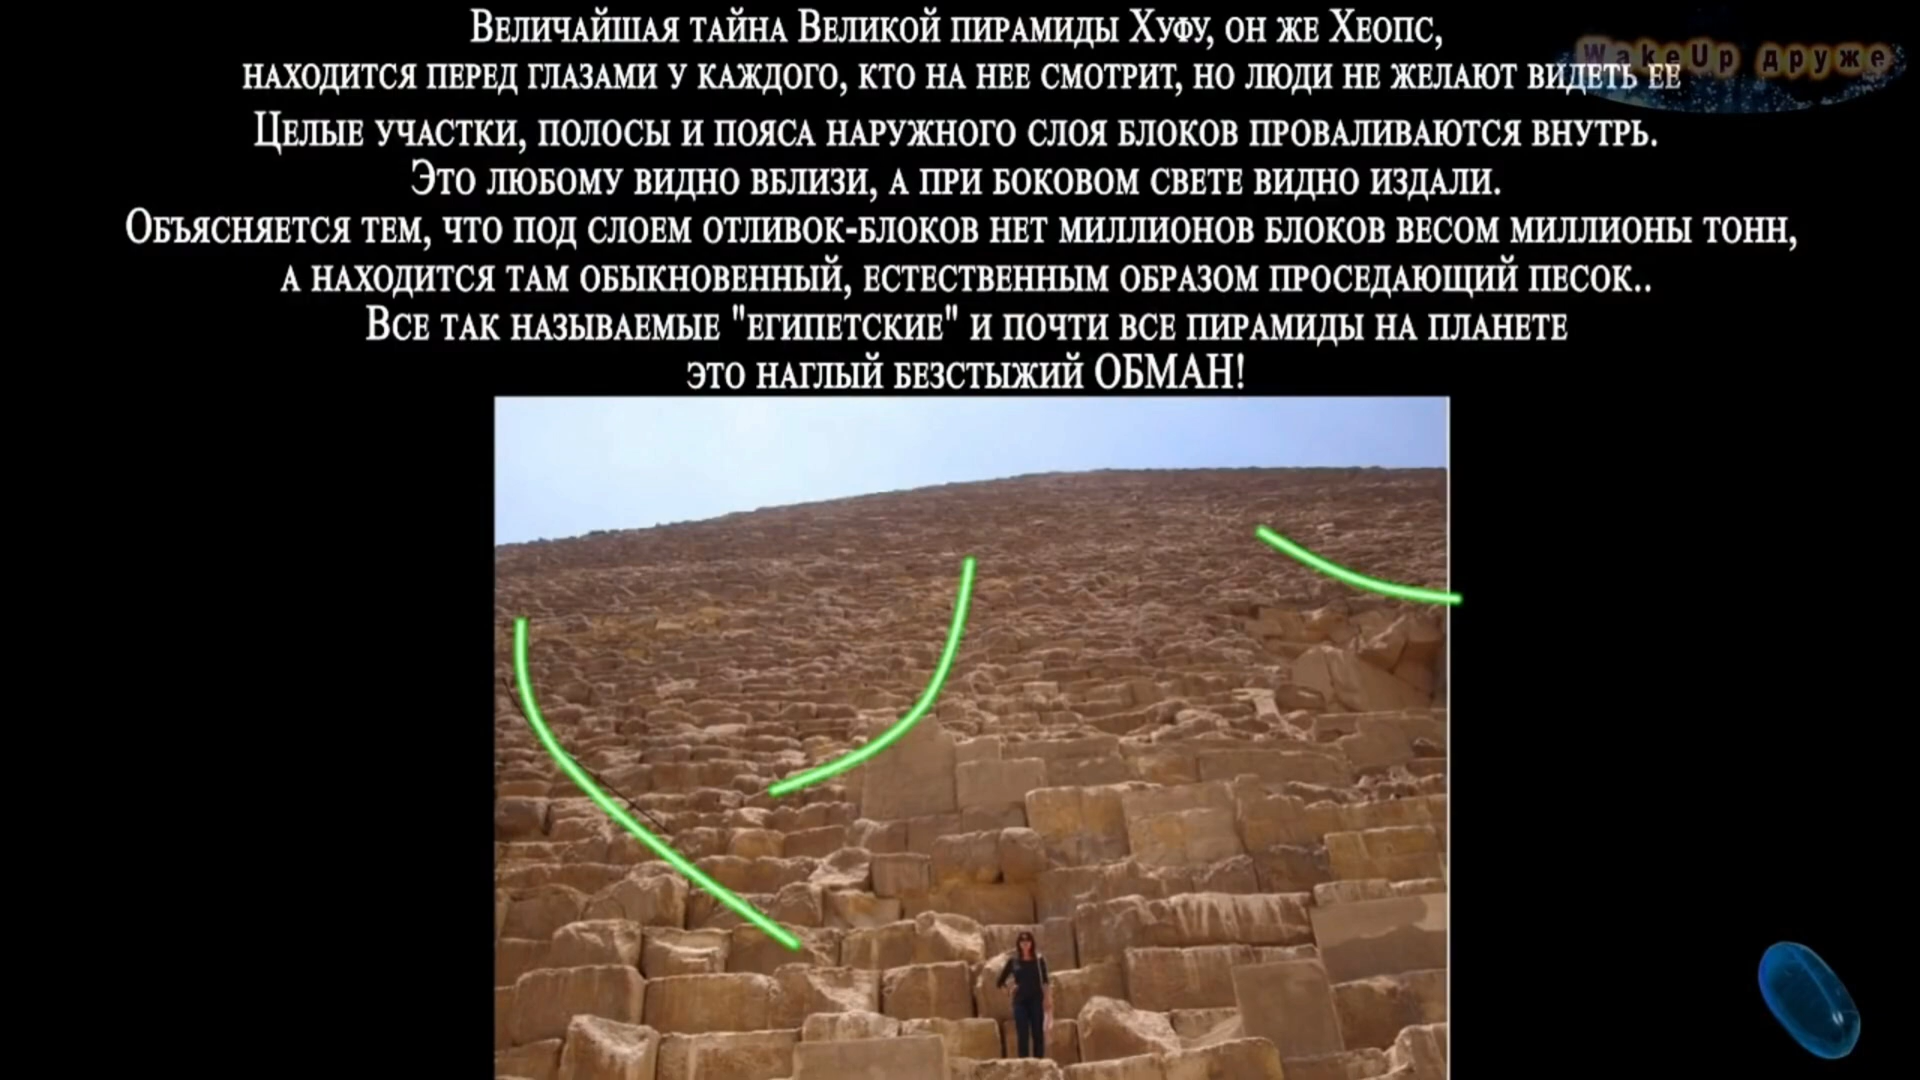 Величайшая тайна Великой пирамиды Хуфу, он же Хеопс,
находится перед глазами у каждого, кто на нее смотрит, но люди не желают видеть ее
WakeUp друже
Целые участки, полосы и пояса наружного слоя блоков проваливаются внутрь.
Это любому видно вблизи, а при боковом свете видно издали.
Объясняется тем, что под слоем отливок-блоков нет миллионов блоков весом миллионы тонн,
а находится там обыкновенный, естественным образом проседающий песок..
Все так называемые "египетские" и почти все пирамиды на планете
это наглый безстыжий ОБМАН!